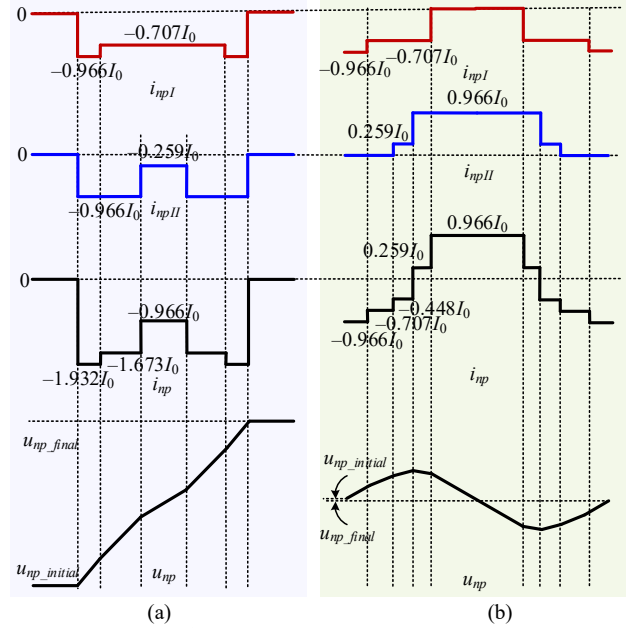 0
–0.707I0
–0.966I0
inpI
0
–0.259I0
–0.966I0
inpII
0
–0.966I0
–1.932I0
–1.673I0
inp
unp_final
unp_initial
unp
(a)
–0.966I0
–0.707I0
inpI
0.966I0
0.259I0
inpII
0.966I0
0.259I0
–0.448I0
–0.707I0
–0.966I0
inp
unp_initial
unp_final
unp
(b)